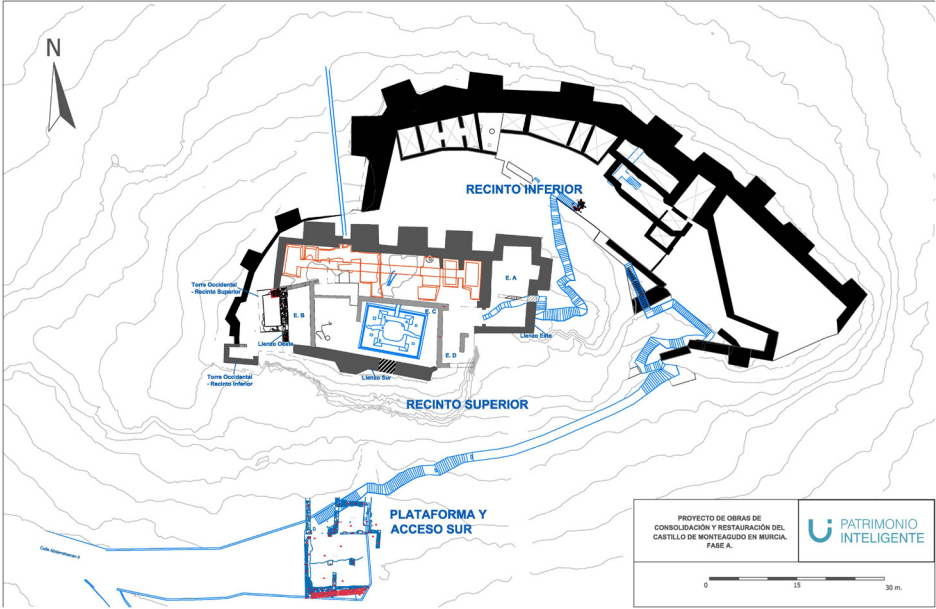 N
RECINTO INFERIOR
Torre Occidental
- Recinto Superior
E. A
E. B
E. C
Lienzo Oeste
Lienzo Este
E. D
Torre Occidental
- Recinto Inferior
Lienzo Sur
RECINTO SUPERIOR
PLATAFORMA Y
ACCESO SUR
PROYECTO DE OBRAS DE
CONSOLIDACIÓN Y RESTAURACIÓN DEL
CASTILLO DE MONTEAGUDO EN MURCIA.
FASE A.
PATRIMONIO
INTELIGENTE
0
15
30 m.